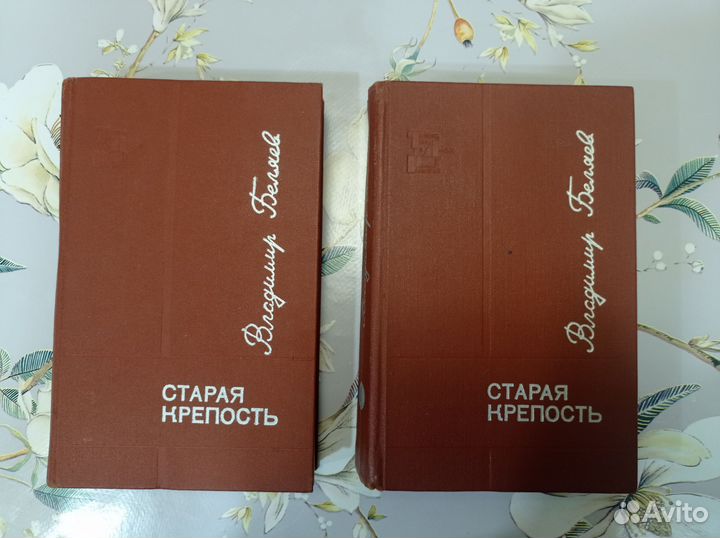 Владимир Беляев
СТАРАЯ
КРЕПОСТЬ
Владимир Беляев
СТАРАЯ
КРЕПОСТЬ
Avito